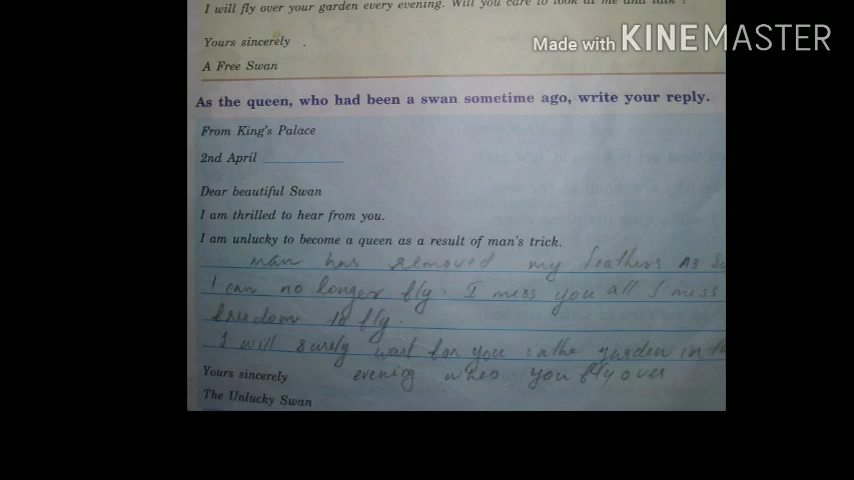 I will fly over your garden every evening. Will you care to look at me and talk ?
Yours sincerely .
Made with KINEMASTER
A Free Swan
As the queen, who had been a swan sometime ago, write your reply.
From King's Palace
2nd April
Dear beautiful Swan
I am thrilled to hear from you.
I am unlucky to become a queen as a result of man's trick.
man has removed my feathers As
I can no longer fly. I miss you all. I miss
freedom to fly.
I will surely wait for you in the garden in
evening when you fly over
Yours sincerely
The Unlucky Swan